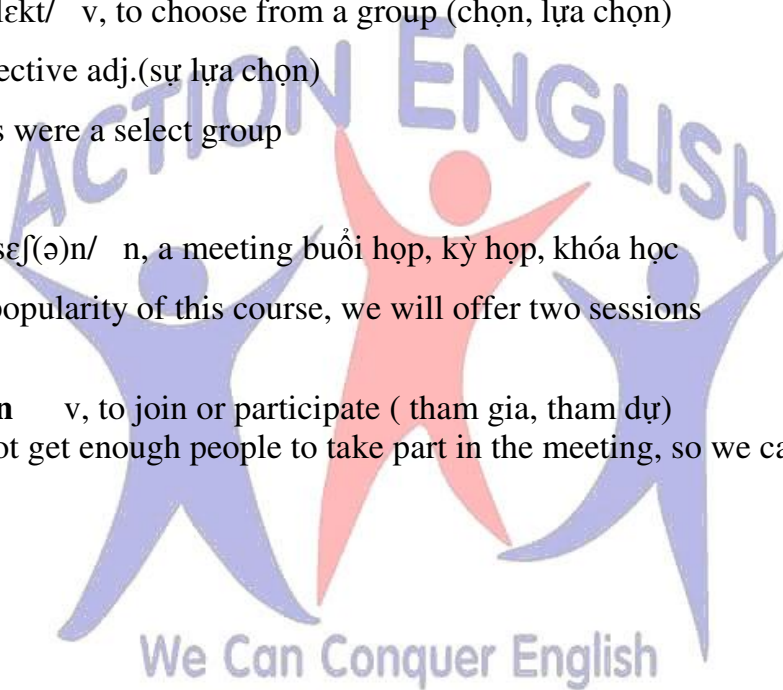 lɛkt/ v, to choose from a group (chọn, lựa chọn)
ective adj.(sự lựa chọn)
s were a select group
ACTION ENGLISH
sɛʃ(ə)n/ n, a meeting buổi họp, kỳ họp, khóa học
popularity of this course, we will offer two sessions
n v, to join or participate ( tham gia, tham dự)
ot get enough people to take part in the meeting, so we ca
We Can Conquer English